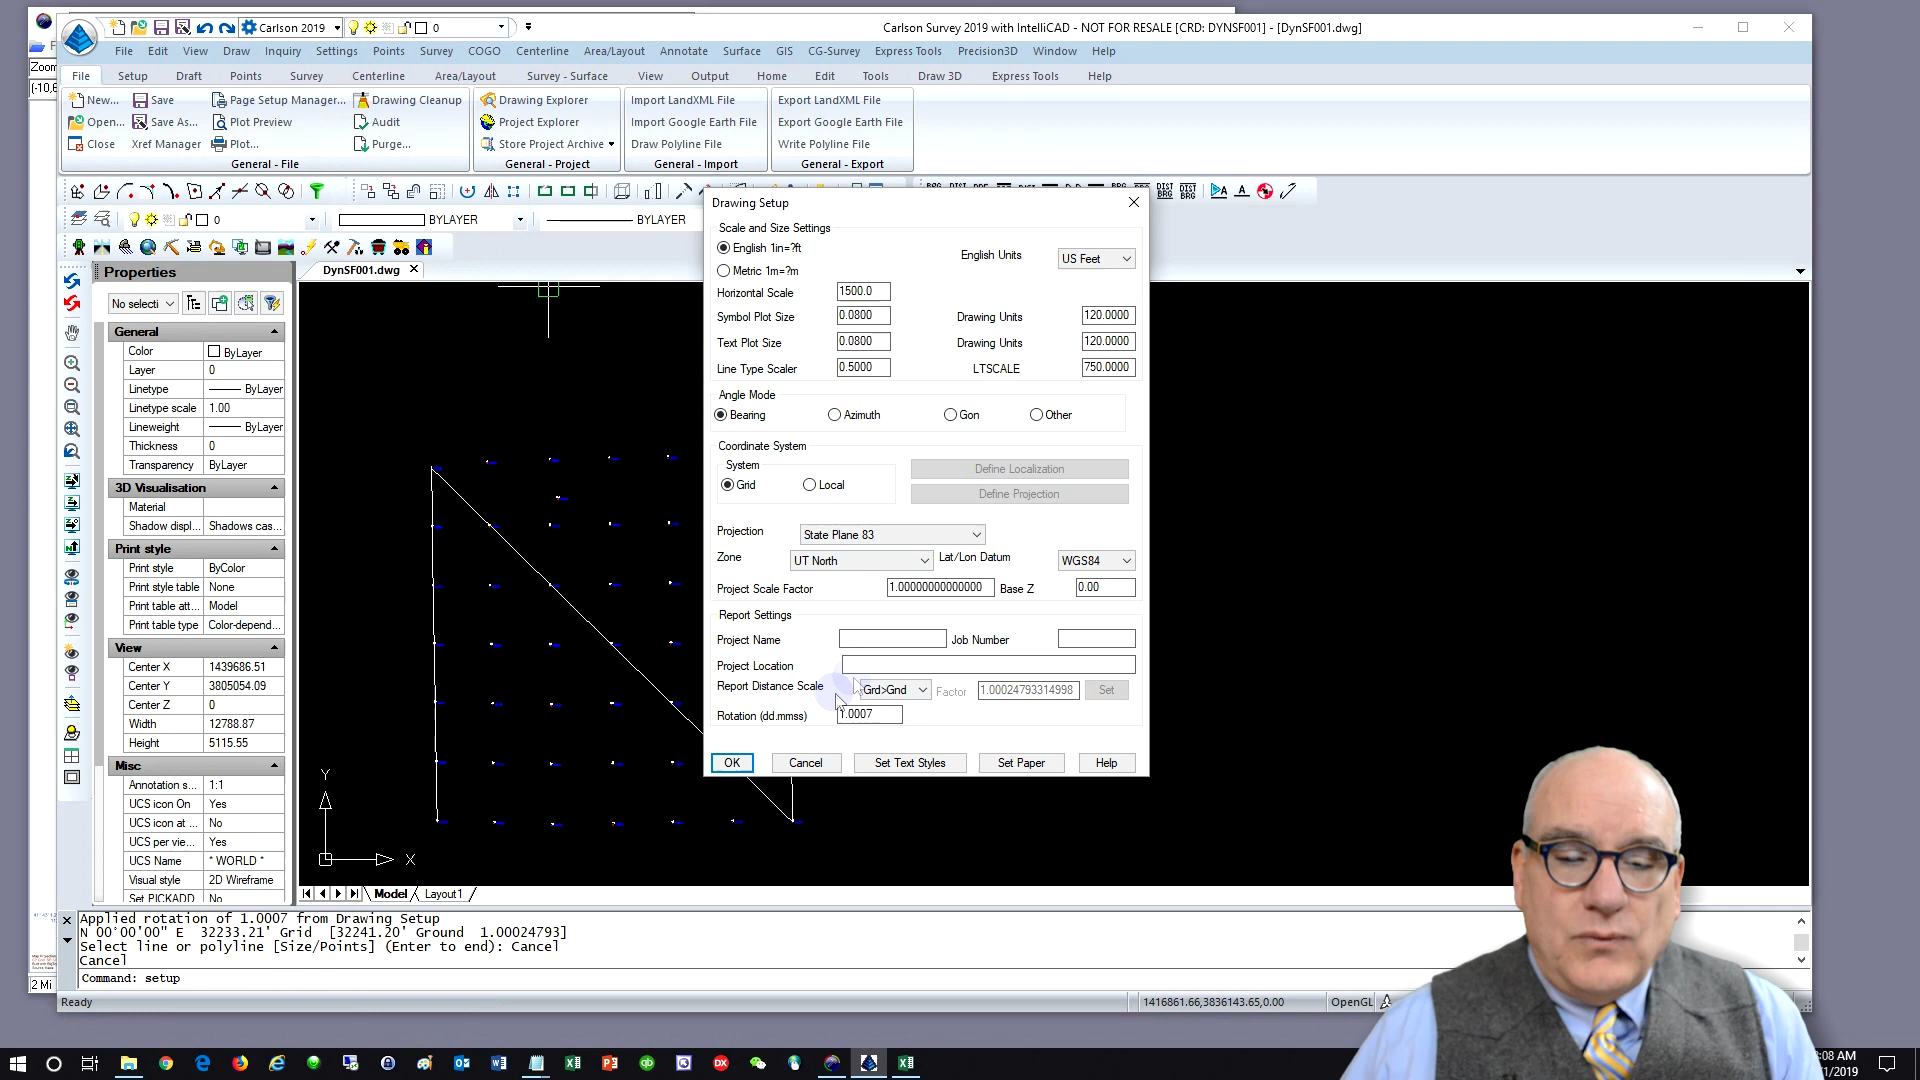 Carlson 2019
0
Carlson Survey 2019 with IntelliCAD - NOT FOR RESALE [CRD: DYNSF001] - [DynSF001.dwg]
File Edit View Draw Inquiry Settings Points Survey COGO Centerline Area/Layout Annotate Surface GIS CG-Survey Express Tools Precision3D Window Help
Zoom
File Setup Draft Points Survey Centerline Area/Layout Survey - Surface View Output Home Edit Tools Draw 3D Express Tools Help
New... Save Page Setup Manager... Drawing Cleanup Drawing Explorer Import LandXML File Export LandXML File
Open... Save As... Plot Preview Audit Project Explorer Import Google Earth File Export Google Earth File
Close Xref Manager Plot... Purge... Store Project Archive Draw Polyline File Write Polyline File
General - File General - Project General - Import General - Export
0 BYLAYER BYLAYER
Properties
DynSF001.dwg
No selecti
General
Color ByLayer
Layer 0
Linetype ByLayer
Linetype scale 1.00
Lineweight ByLayer
Thickness 0
Transparency ByLayer
3D Visualisation
Material
Shadow displ... Shadows cas...
Print style
Print style ByColor
Print style table None
Print table att... Model
Print table type Color-depend...
View
Center X 1439686.51
Center Y 3805054.09
Center Z 0
Width 12788.87
Height 5115.55
Misc
Annotation s... 1:1
UCS icon On Yes
UCS icon at ... No
UCS per vie... Yes
UCS Name * WORLD *
Visual style 2D Wireframe
Set PICKADD No
Drawing Setup
Scale and Size Settings
English 1in=?ft English Units US Feet
Metric 1m=?m
Horizontal Scale 1500.0
Symbol Plot Size 0.0800 Drawing Units 120.0000
Text Plot Size 0.0800 Drawing Units 120.0000
Line Type Scaler 0.5000 LTSCALE 750.0000
Angle Mode
Bearing Azimuth Gon Other
Coordinate System
System
Grid Local
Define Localization
Define Projection
Projection State Plane 83
Zone UT North Lat/Lon Datum WGS84
Project Scale Factor 1.00000000000000 Base Z 0.00
Report Settings
Project Name Job Number
Project Location
Report Distance Scale Grd>Gnd Factor 1.00024793314998 Set
Rotation (dd.mmss) 1.0007
OK Cancel Set Text Styles Set Paper Help
Y
X
Model Layout1
Applied rotation of 1.0007 from Drawing Setup
N 00°00'00" E 32233.21' Grid [32241.20' Ground 1.00024793]
Select line or polyline [Size/Points] (Enter to end): Cancel
Cancel
Command: setup
2 Mi
Ready
1416861.66,3836143.65,0.00 OpenGL
:08 AM
/1/2019